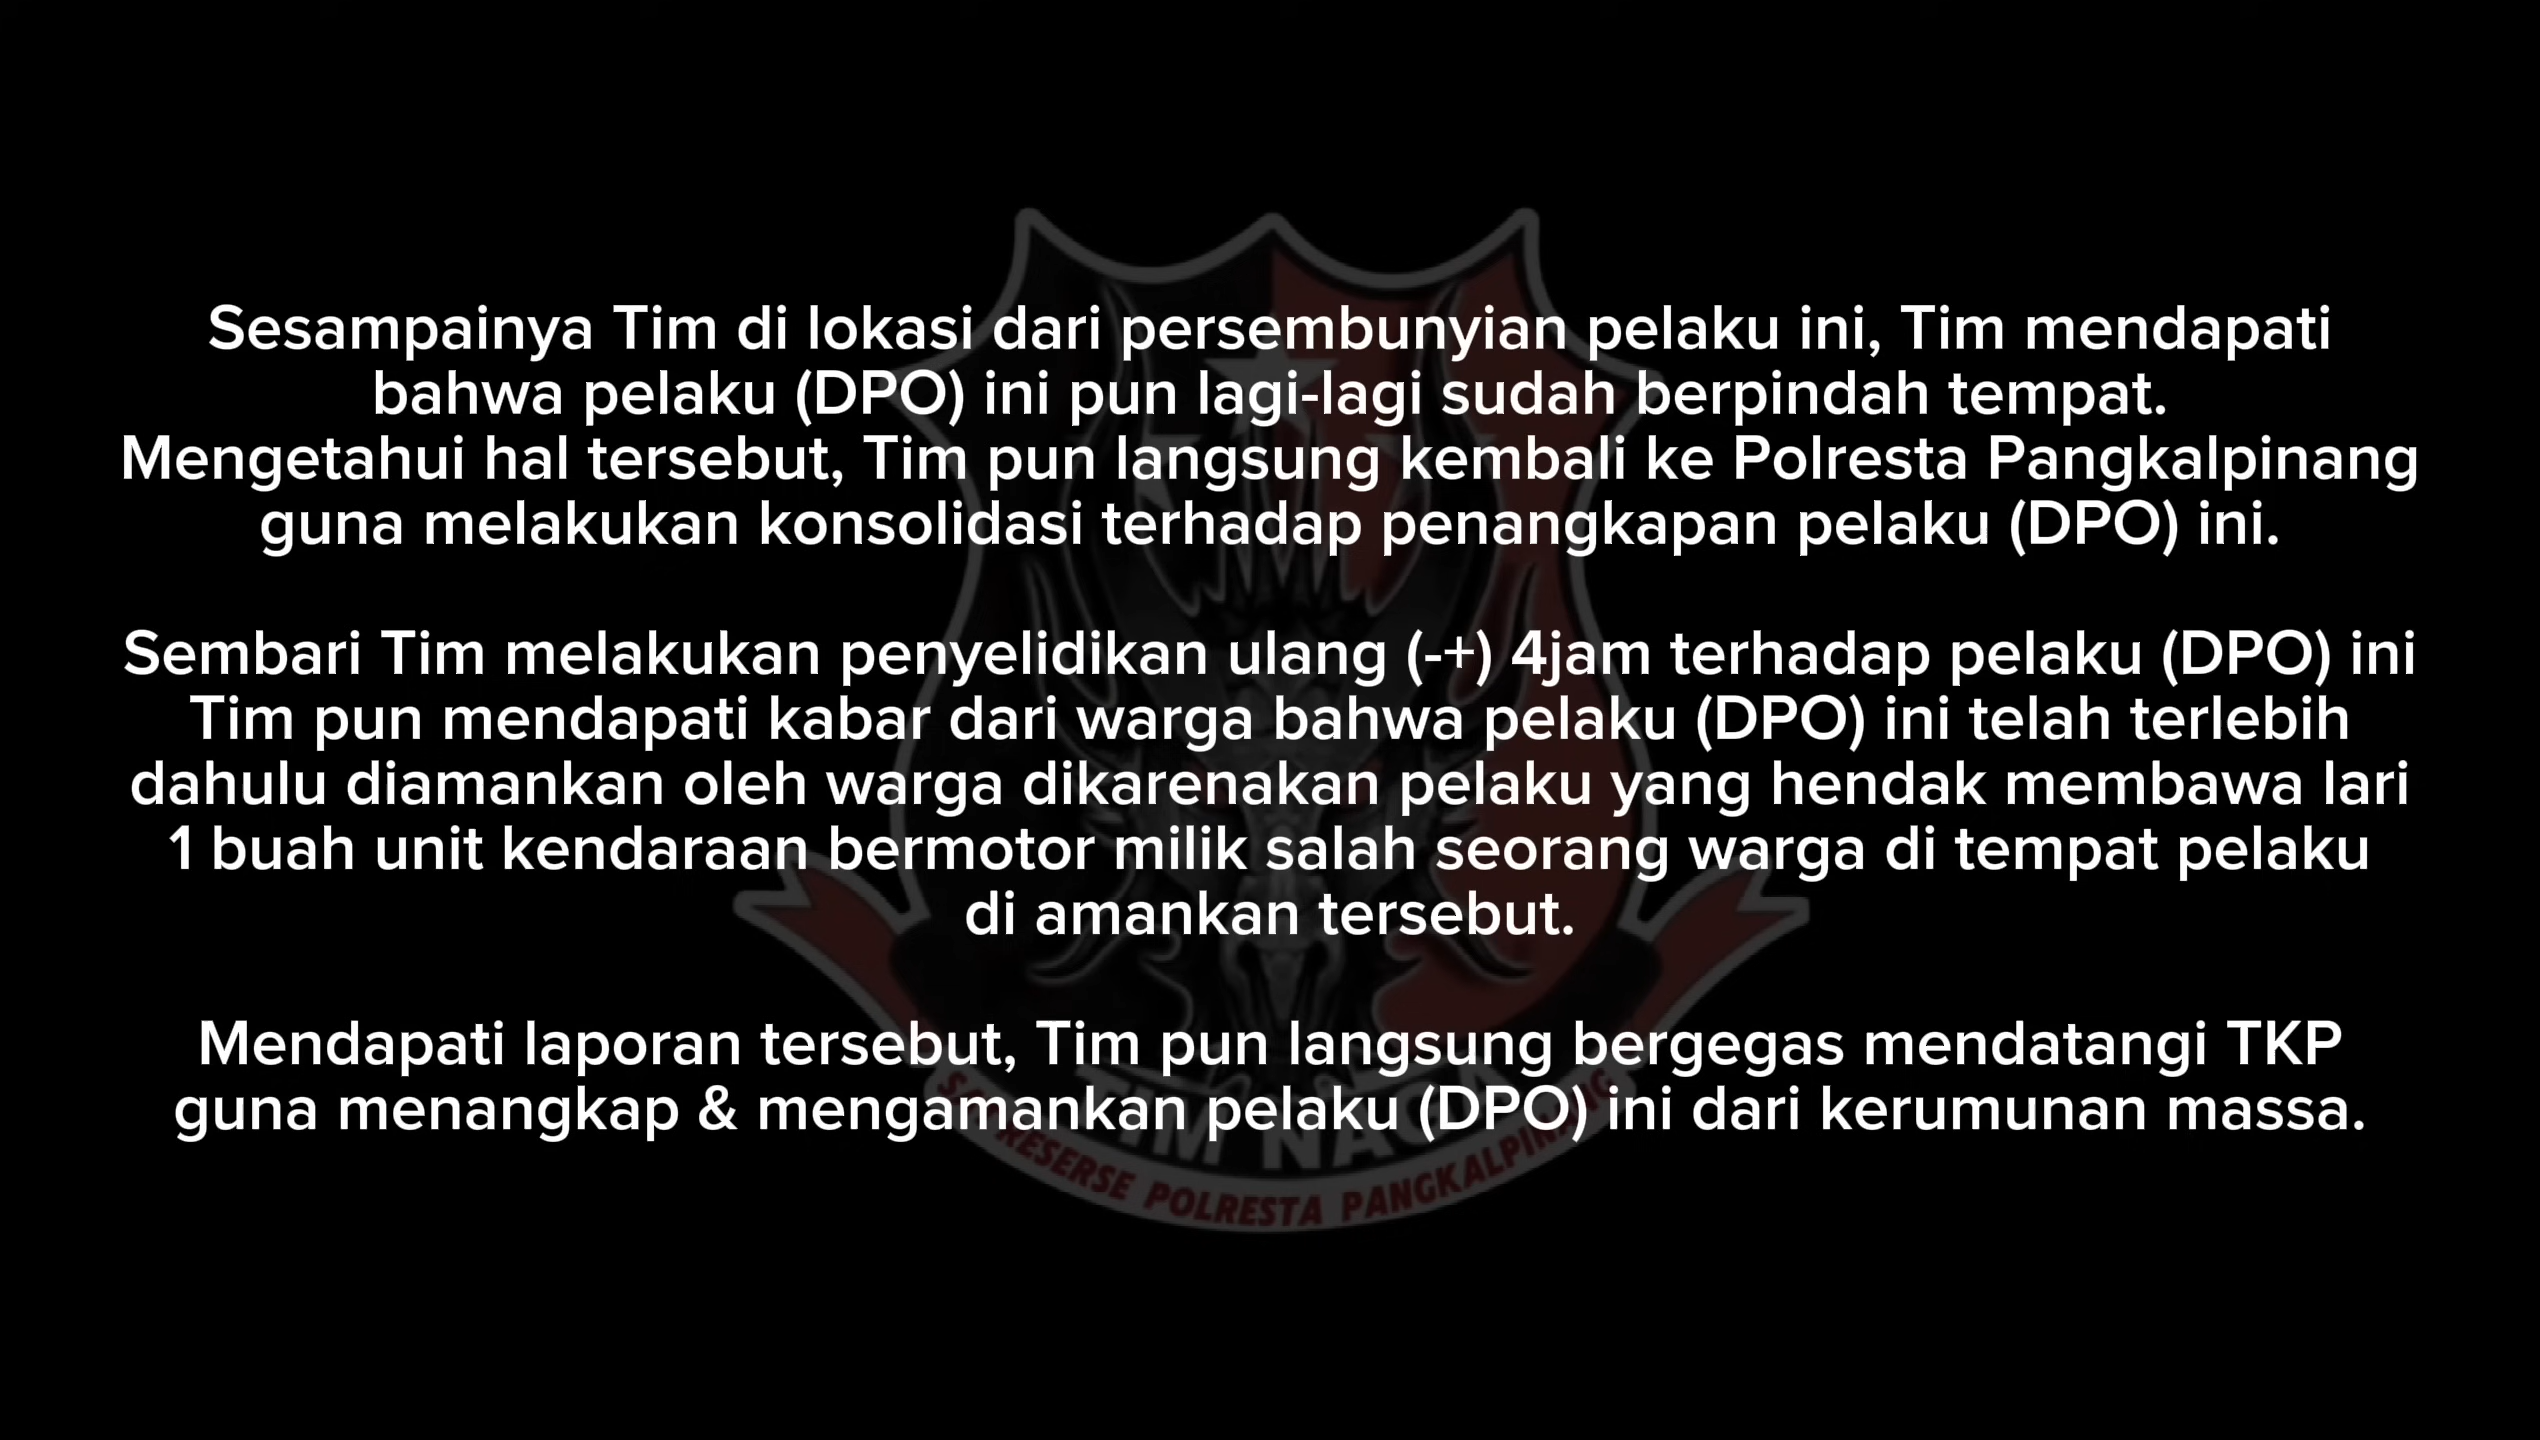 Sesampainya Tim di lokasi dari persembunyian pelaku ini, Tim mendapati
bahwa pelaku (DPO) ini pun lagi-lagi sudah berpindah tempat.
Mengetahui hal tersebut, Tim pun langsung kembali ke Polresta Pangkalpinang
guna melakukan konsolidasi terhadap penangkapan pelaku (DPO) ini.
Sembari Tim melakukan penyelidikan ulang (-+) 4jam terhadap pelaku (DPO) ini
Tim pun mendapati kabar dari warga bahwa pelaku (DPO) ini telah terlebih
dahulu diamankan oleh warga dikarenakan pelaku yang hendak membawa lari
1 buah unit kendaraan bermotor milik salah seorang warga di tempat pelaku
di amankan tersebut.
Mendapati laporan tersebut, Tim pun langsung bergegas mendatangi TKP
guna menangkap & mengamankan pelaku (DPO) ini dari kerumunan massa.
TIM NAGA
RESERSE POLRESTA PANGKALPINANG